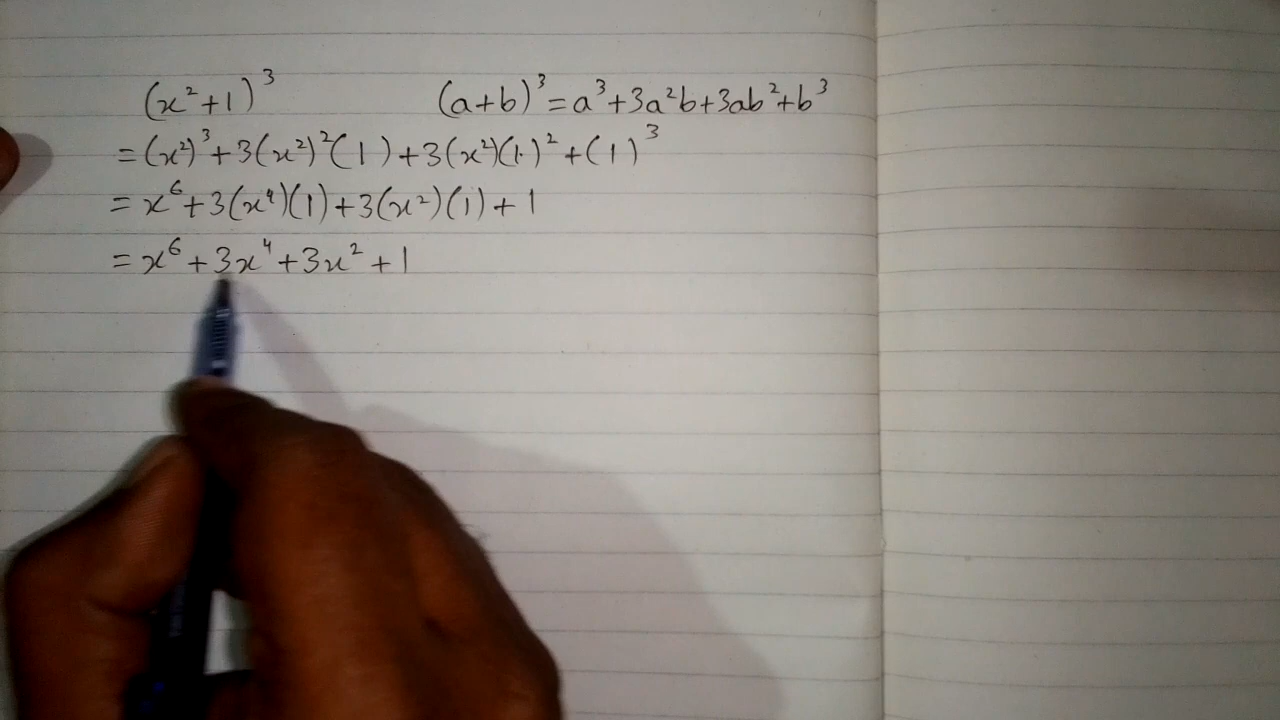 (x²+1)³ (a+b)³=a³+3a²b+3ab²+b³
=(x²)³+3(x²)²(1)+3(x²)(1)²+(1)³
=x⁶+3(x⁴)(1)+3(x²)(1)+1
=x⁶+3x⁴+3x²+1